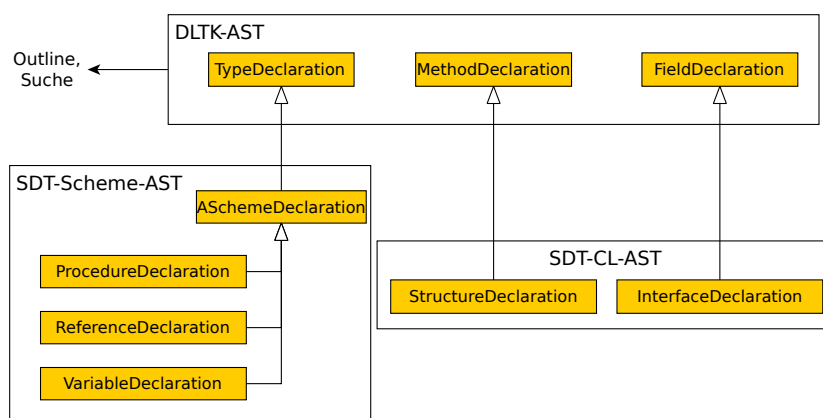 DLTK-AST
Outline,
Suche
TypeDeclaration
MethodDeclaration
FieldDeclaration
SDT-Scheme-AST
ASchemeDeclaration
ProcedureDeclaration
ReferenceDeclaration
VariableDeclaration
SDT-CL-AST
StructureDeclaration
InterfaceDeclaration